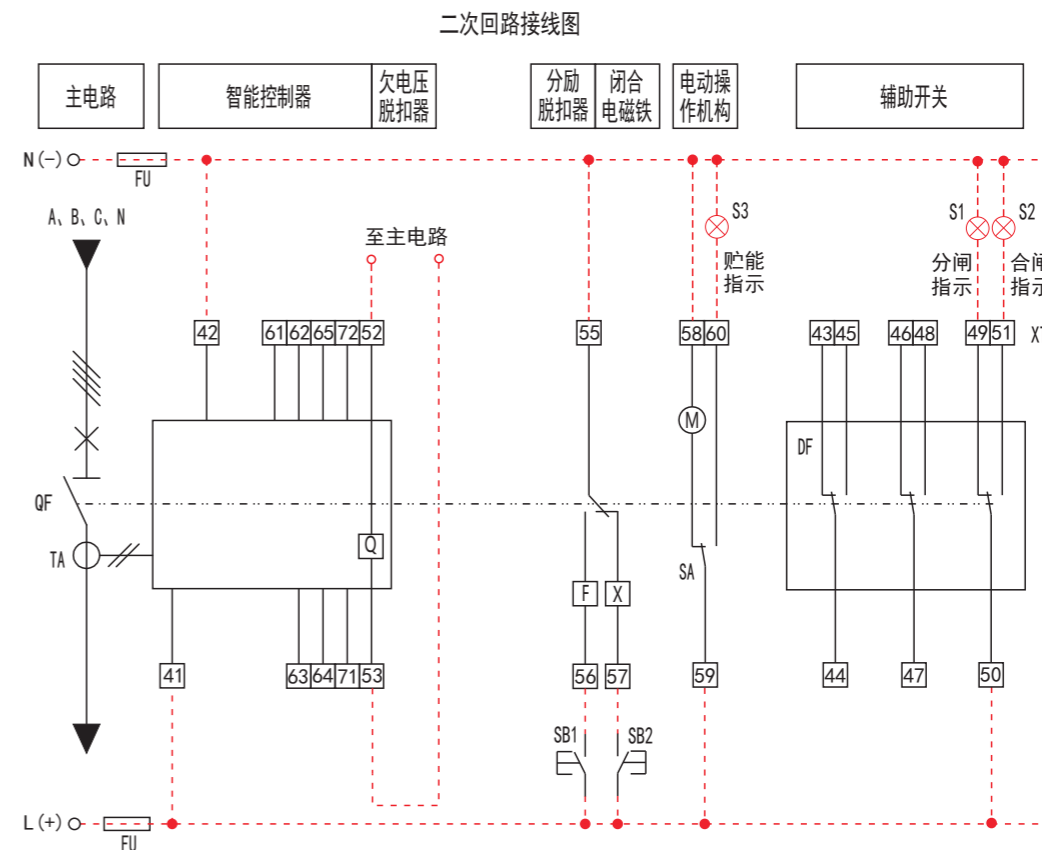 二次回路接线图
主电路
智能控制器
欠电压
脱扣器
分励
脱扣器
闭合
电磁铁
电动操
作机构
辅助开关
N(-)
FU
A、B、C、N
至主电路
S3
贮能
指示
S1
S2
分闸
指示
合闸
指示
42
61 62 65 72 52
55
58 60
43 45
46 48
49 51
M
DF
QF
TA
Q
SA
F
X
41
63 64 71 53
56 57
59
44
47
50
SB1
SB2
L(+)
FU